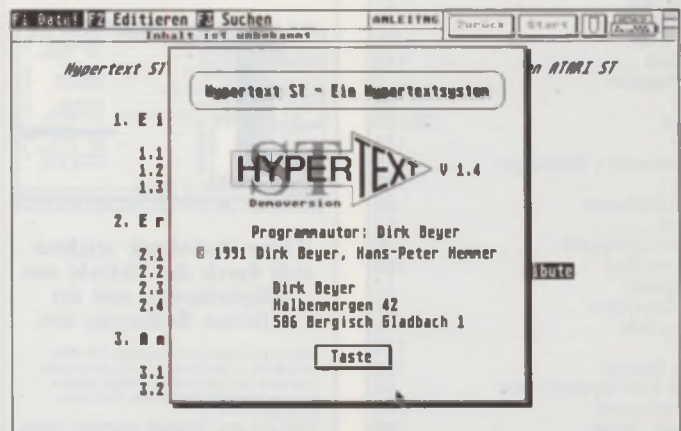 F1 Datei F2 Editieren F3 Suchen
ANLEITNG
Zurück
Start
Inhalt ist unbekannt
Hypertext ST
n ATARI ST
Hypertext ST - Ein Hypertextsystem
1. E i
1.1
1.2
1.3
ST
HYPERTEXT V 1.4
Demoversion
2. E r
Programmautor: Dirk Beyer
© 1991 Dirk Beyer, Hans-Peter Hemmer
2.1
2.2
2.3
2.4
ibute
Dirk Beyer
Halbenmorgen 42
506 Bergisch Gladbach 1
3. A n
Taste
3.1
3.2